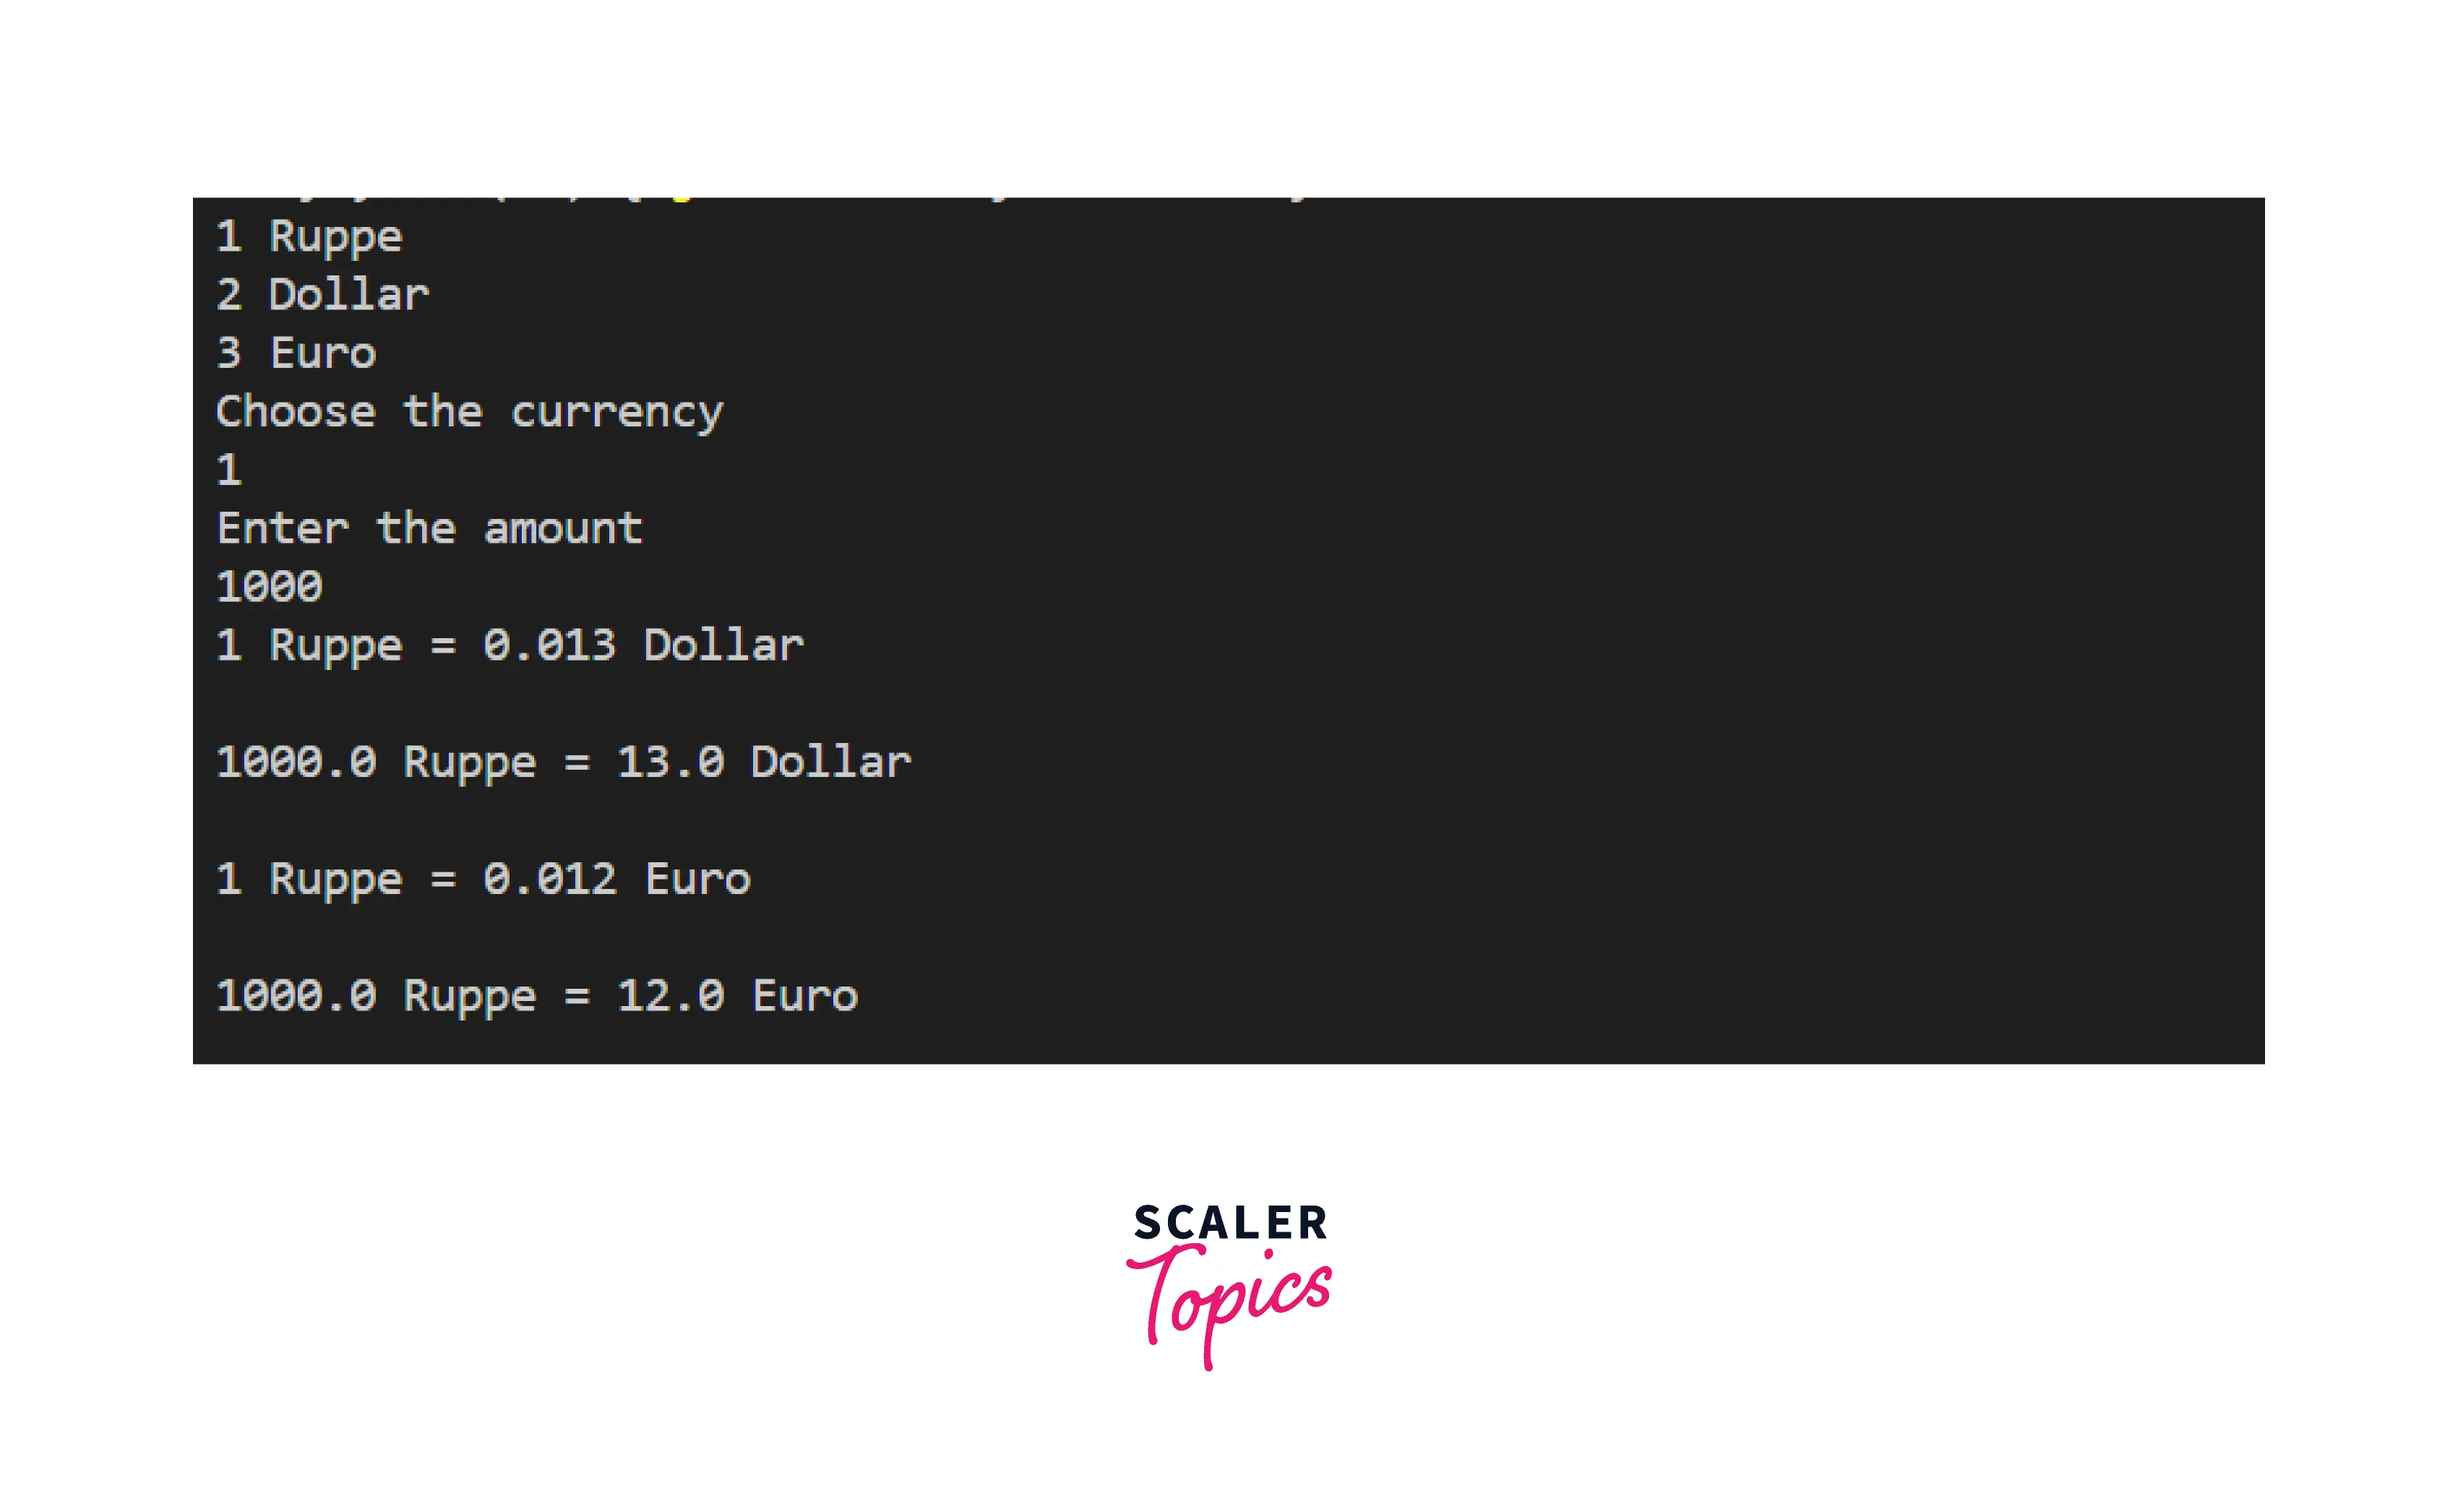 1 Ruppe
2 Dollar
3 Euro
Choose the currency
1
Enter the amount
1000
1 Ruppe = 0.013 Dollar
1000.0 Ruppe = 13.0 Dollar
1 Ruppe = 0.012 Euro
1000.0 Ruppe = 12.0 Euro
SCALER
Topics